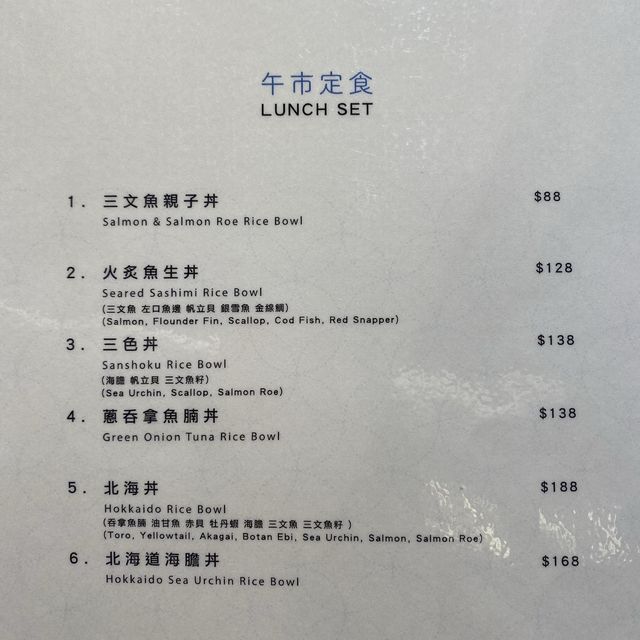 午市定食
LUNCH SET
1. 三文魚親子丼 $88
Salmon & Salmon Roe Rice Bowl
2. 火炙魚生丼 $128
Seared Sashimi Rice Bowl
(三文魚 左口魚邊 帆立貝 銀雪魚 金線鯛)
(Salmon, Flounder Fin, Scallop, Cod Fish, Red Snapper)
3. 三色丼 $138
Sanshoku Rice Bowl
(海膽 帆立貝 三文魚籽)
(Sea Urchin, Scallop, Salmon Roe)
4. 蔥吞拿魚腩丼 $138
Green Onion Tuna Rice Bowl
5. 北海丼 $188
Hokkaido Rice Bowl
(吞拿魚腩 油甘魚 赤貝 牡丹蝦 海膽 三文魚 三文魚籽 )
(Toro, Yellowtail, Akagai, Botan Ebi, Sea Urchin, Salmon, Salmon Roe)
6. 北海道海膽丼 $168
Hokkaido Sea Urchin Rice Bowl